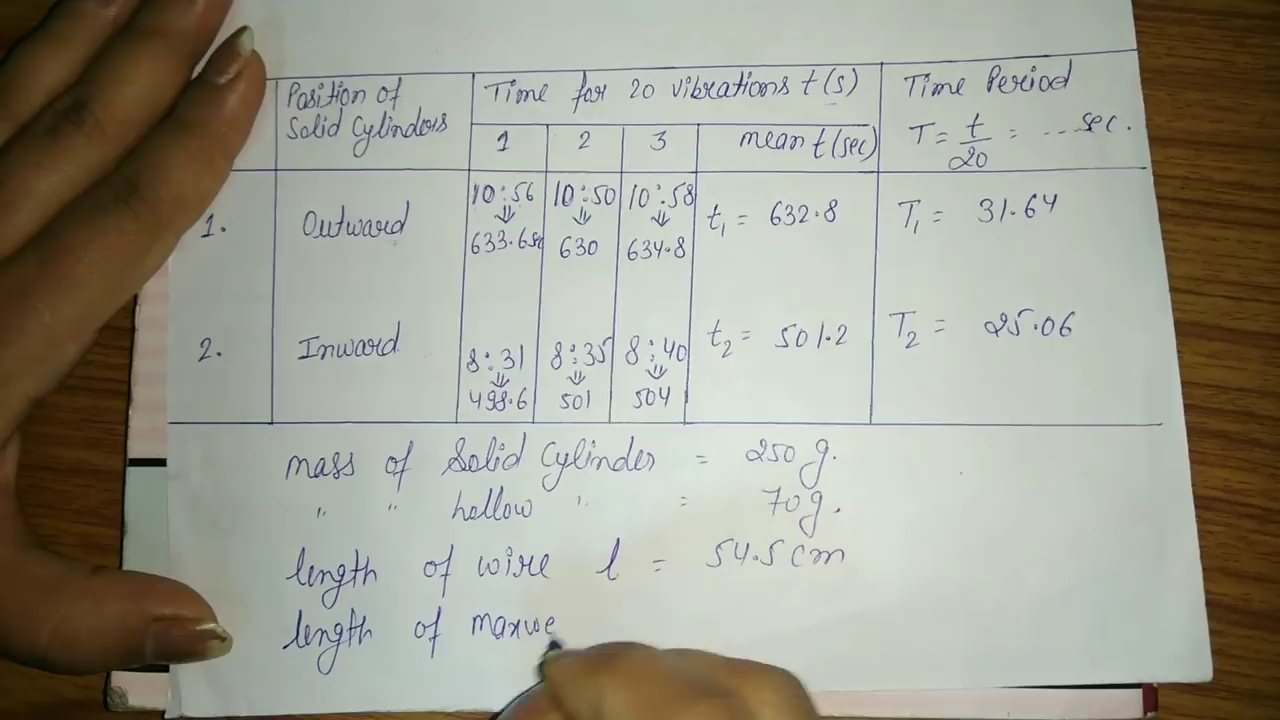 Position of Solid Cylinders
Time for 20 vibrations t(s)
Time Period
T = t/20 = ... sec.
1 2 3 mean t(sec)
10:56 10:50 10:58
1. Outward ⇓ ⇓ ⇓ t₁ = 632.8 T₁ = 31.64
633.6sec 630 634.8
2. Inward 8:31 8:35 8:40 t₂ = 501.2 T₂ = 25.06
⇓ ⇓ ⇓
498.6 501 504
mass of Solid Cylinder = 250 g.
" " hollow " = 70g.
length of wire l = 54.5 cm
length of maxwe